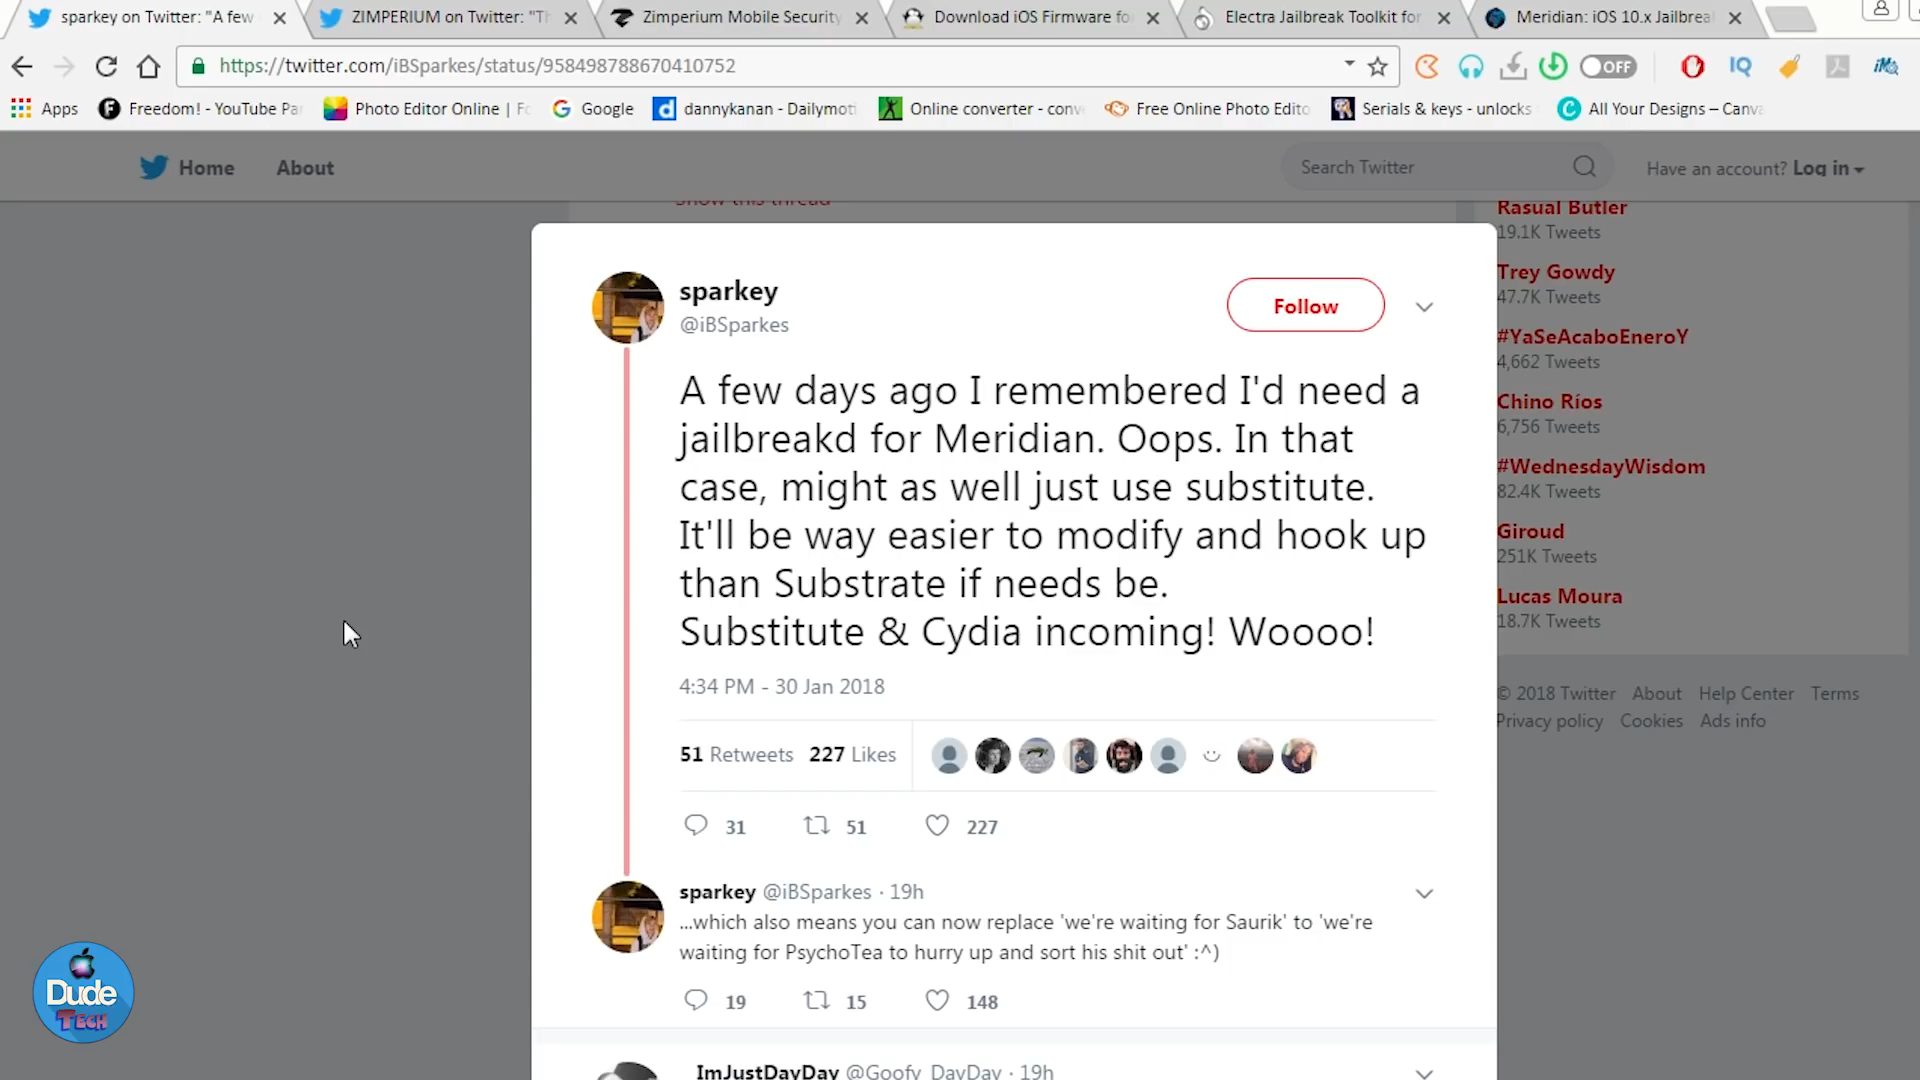 sparkey on Twitter: "A few
ZIMPERIUM on Twitter: "Th
Zimperium Mobile Security
Download iOS Firmware fo
Electra Jailbreak Toolkit for
Meridian: iOS 10.x Jailbrea
https://twitter.com/iBSparkes/status/958498788670410752
OFF
IQ
Apps
Freedom! - YouTube Pa
Photo Editor Online | Fo
Google
dannykanan - Dailymoti
Online converter - conv
Free Online Photo Edito
Serials & keys - unlocks
All Your Designs – Canva
Home
About
Search Twitter
Have an account? Log in
Show this thread
sparkey
@iBSparkes
Follow
A few days ago I remembered I'd need a
jailbreakd for Meridian. Oops. In that
case, might as well just use substitute.
It'll be way easier to modify and hook up
than Substrate if needs be.
Substitute & Cydia incoming! Woooo!
4:34 PM - 30 Jan 2018
51 Retweets 227 Likes
31 51 227
sparkey @iBSparkes · 19h
...which also means you can now replace 'we're waiting for Saurik' to 'we're
waiting for PsychoTea to hurry up and sort his shit out' :^)
19 15 148
ImJustDayDay @Goofy_DayDay · 19h
Rasual Butler
19.1K Tweets
Trey Gowdy
47.7K Tweets
#YaSeAcaboEneroY
4,662 Tweets
Chino Ríos
6,756 Tweets
#WednesdayWisdom
82.4K Tweets
Giroud
251K Tweets
Lucas Moura
18.7K Tweets
© 2018 Twitter About Help Center Terms
Privacy policy Cookies Ads info
Dude
TECH